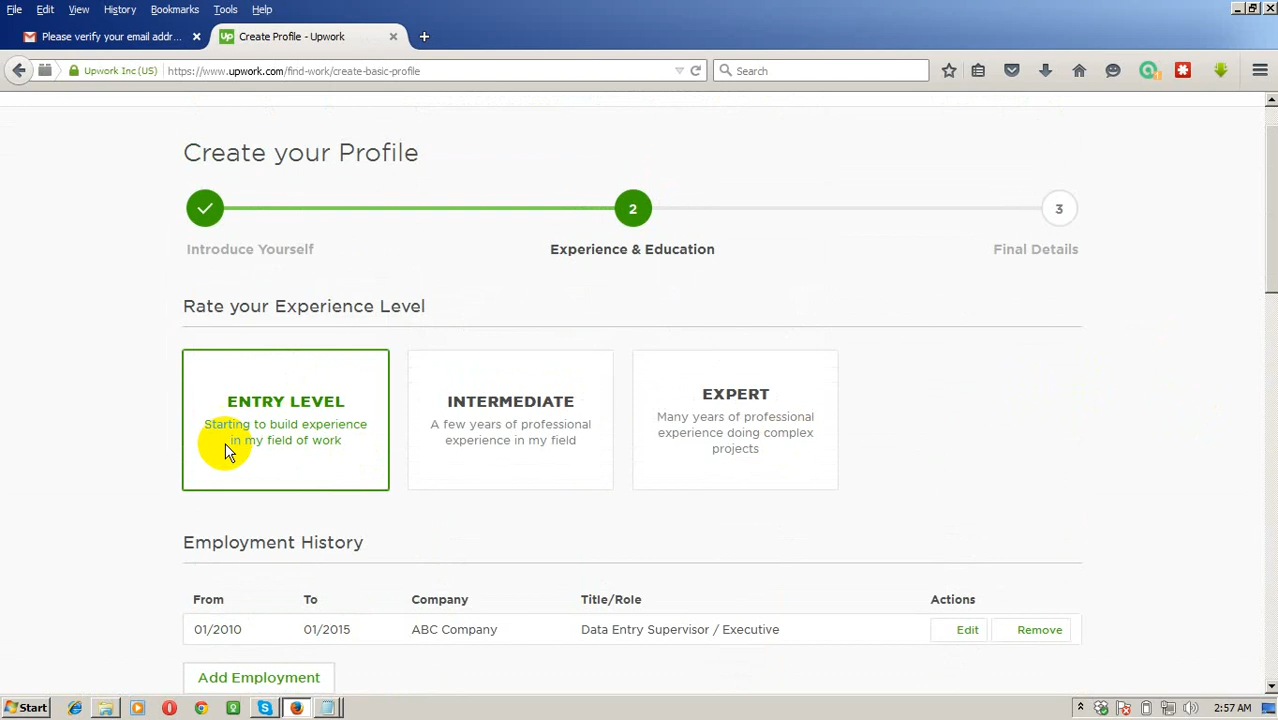 File Edit View History Bookmarks Tools Help
Please verify your email addr... Create Profile - Upwork
Upwork Inc (US) https://www.upwork.com/find-work/create-basic-profile Search
Create your Profile
2 3
Introduce Yourself Experience & Education Final Details
Rate your Experience Level
ENTRY LEVEL
Starting to build experience
in my field of work
INTERMEDIATE
A few years of professional
experience in my field
EXPERT
Many years of professional
experience doing complex
projects
Employment History
From To Company Title/Role Actions
01/2010 01/2015 ABC Company Data Entry Supervisor / Executive Edit Remove
Add Employment
Start 2:57 AM